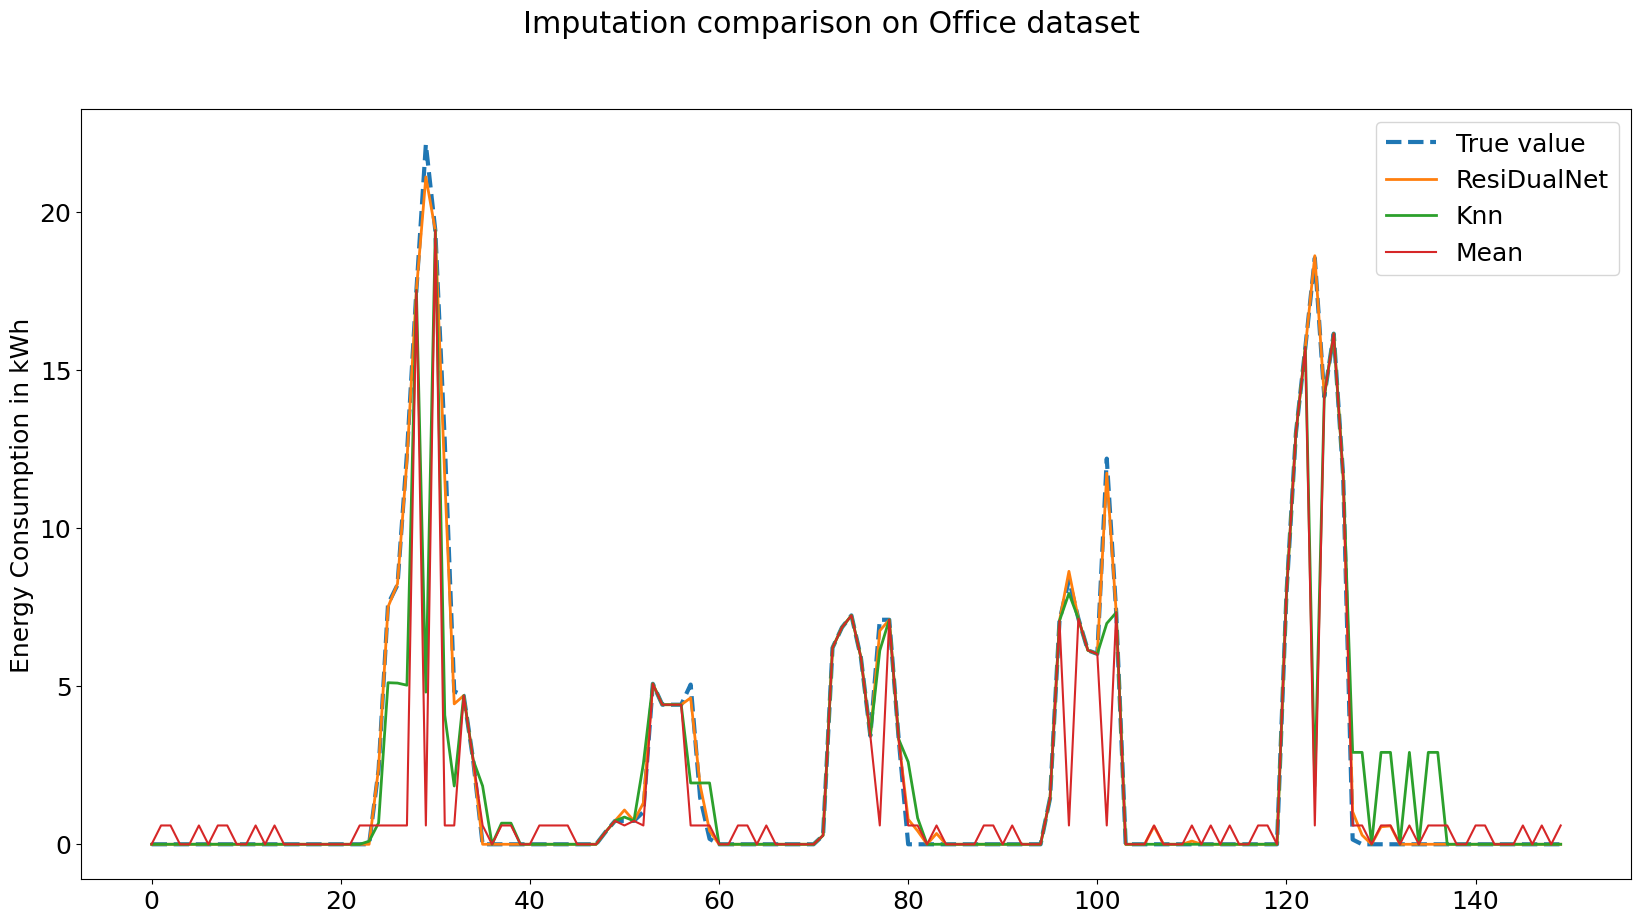 Imputation comparison on Office dataset
True value
ResiDualNet
Knn
Mean
Energy Consumption in kWh
20
15
10
5
0
0 20 40 60 80 100 120 140